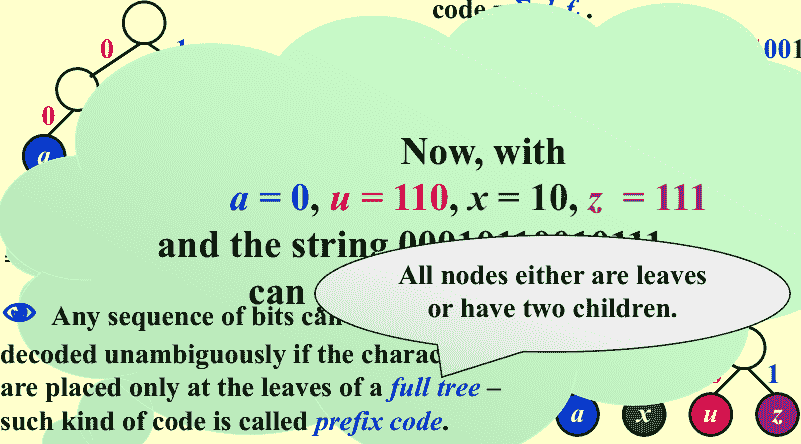 code
0
001
0
a
Now, with
a = 0, u = 110, x = 10, z = 111
and the string 00010110010111
can
All nodes either are leaves
or have two children.
Any sequence of bits can
decoded unambiguously if the charac
are placed only at the leaves of a full tree –
such kind of code is called prefix code.
1
a x u z